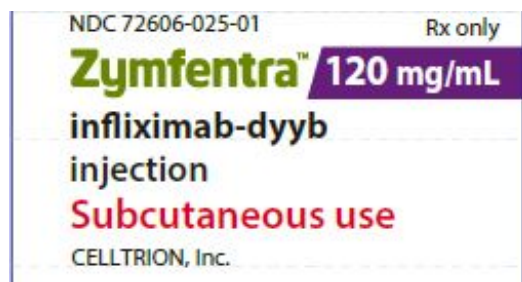 NDC 72606-025-01 Rx only
Zymfentra™ 120 mg/mL
infliximab-dyyb
injection
Subcutaneous use
CELLTRION, Inc.